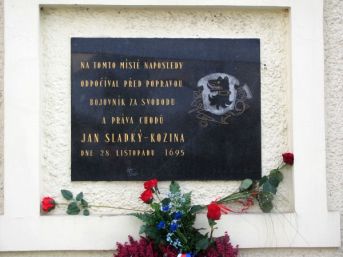 NA TOMTO MÍSTĚ NAPOSLEDY
ODPOČÍVAL PŘED POPRAVOU
BOJOVNÍK ZA SVOBODU
A PRÁVA CHODŮ
JAN SLADKÝ-KOZINA
DNE 28. LISTOPADU 1695